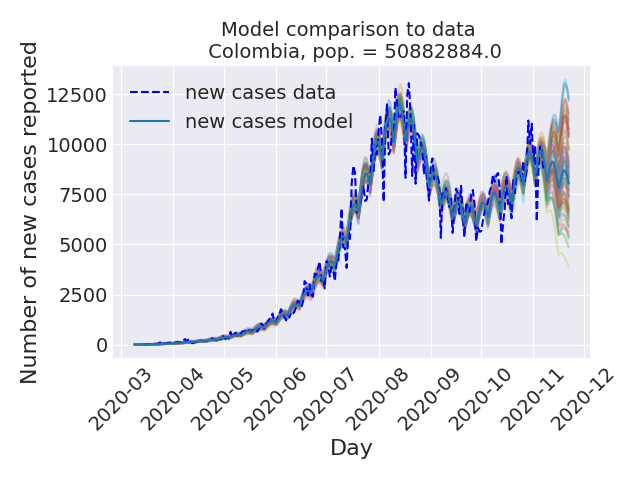 Model comparison to data
Colombia, pop. = 50882884.0
Number of new cases reported
12500
10000
7500
5000
2500
0
new cases data
new cases model
2020-03
2020-04
2020-05
2020-06
2020-07
2020-08
2020-09
2020-10
2020-11
2020-12
Day